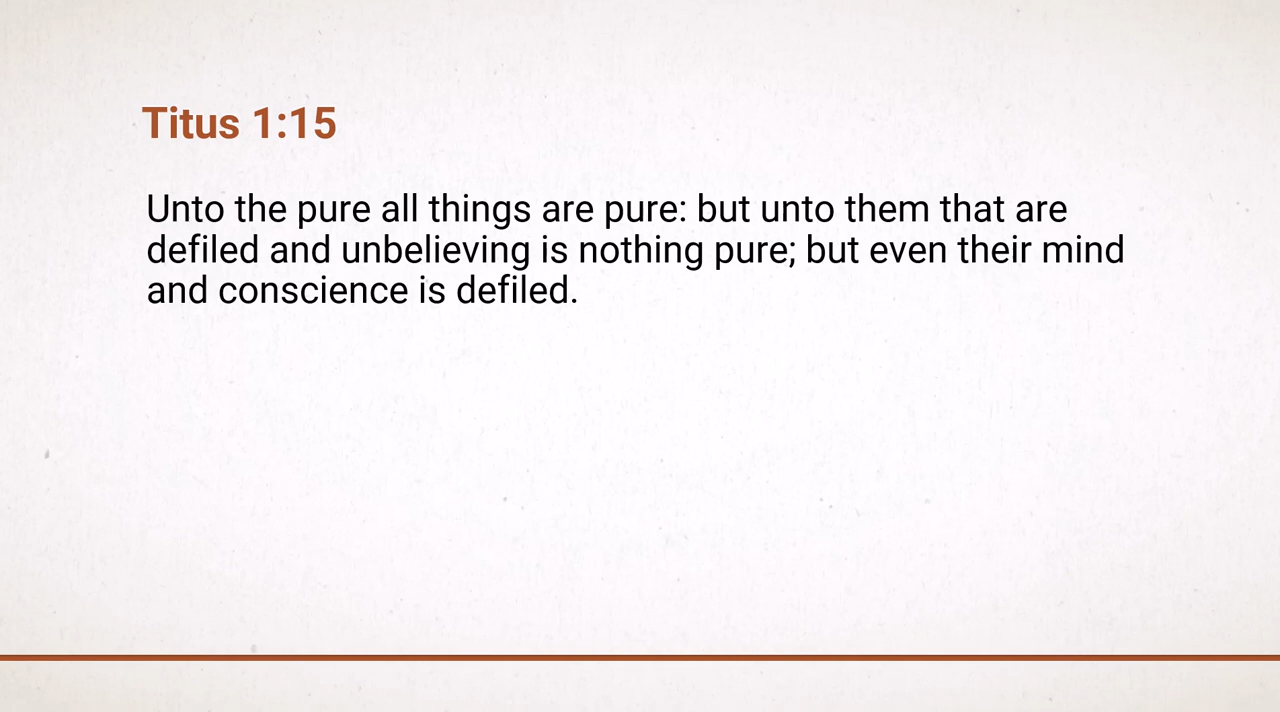 Titus 1:15
Unto the pure all things are pure: but unto them that are
defiled and unbelieving is nothing pure; but even their mind
and conscience is defiled.